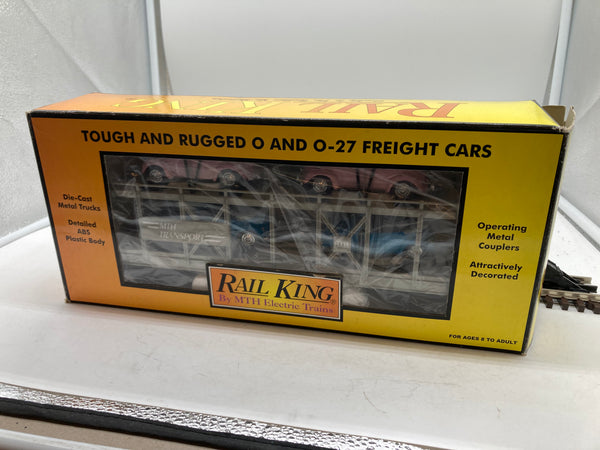 RAIL KING
TOUGH AND RUGGED O AND O-27 FREIGHT CARS
Die-Cast
Metal Trucks
Detailed
ABS
Plastic Body
MTH
TRANSPORT
Operating
Metal
Couplers
Attractively
Decorated
RAIL KING
By MTH Electric Trains
FOR AGES 8 TO ADULT